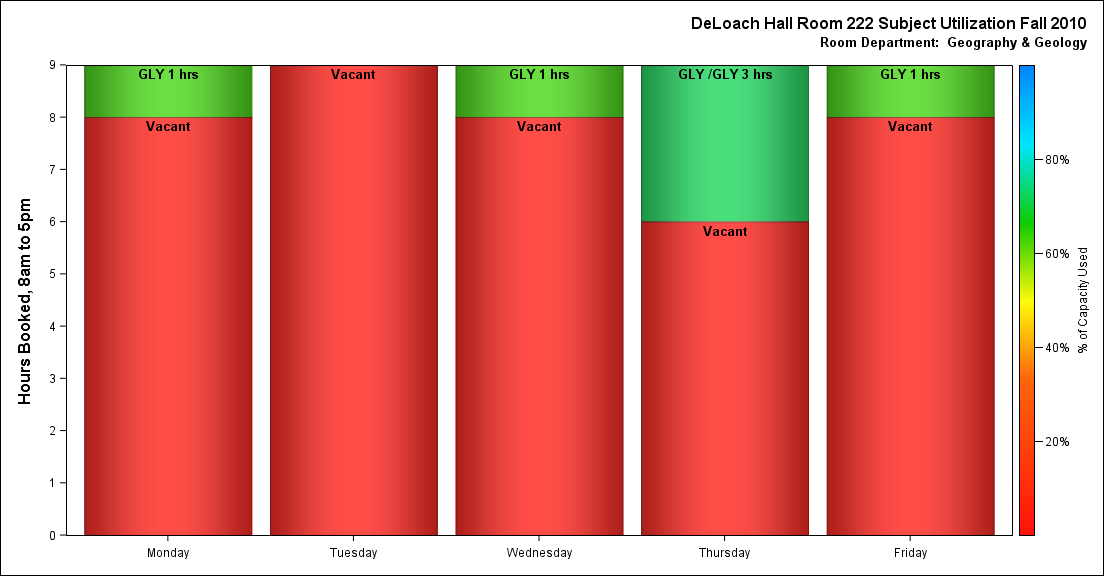 DeLoach Hall Room 222 Subject Utilization Fall 2010
Room Department:  Geography & Geology
Hours Booked, 8am to 5pm
9
8
7
6
5
4
3
2
1
0
GLY 1 hrs
Vacant
Vacant
GLY 1 hrs
Vacant
GLY /GLY 3 hrs
Vacant
GLY 1 hrs
Vacant
Monday
Tuesday
Wednesday
Thursday
Friday
80%
60%
40%
20%
% of Capacity Used